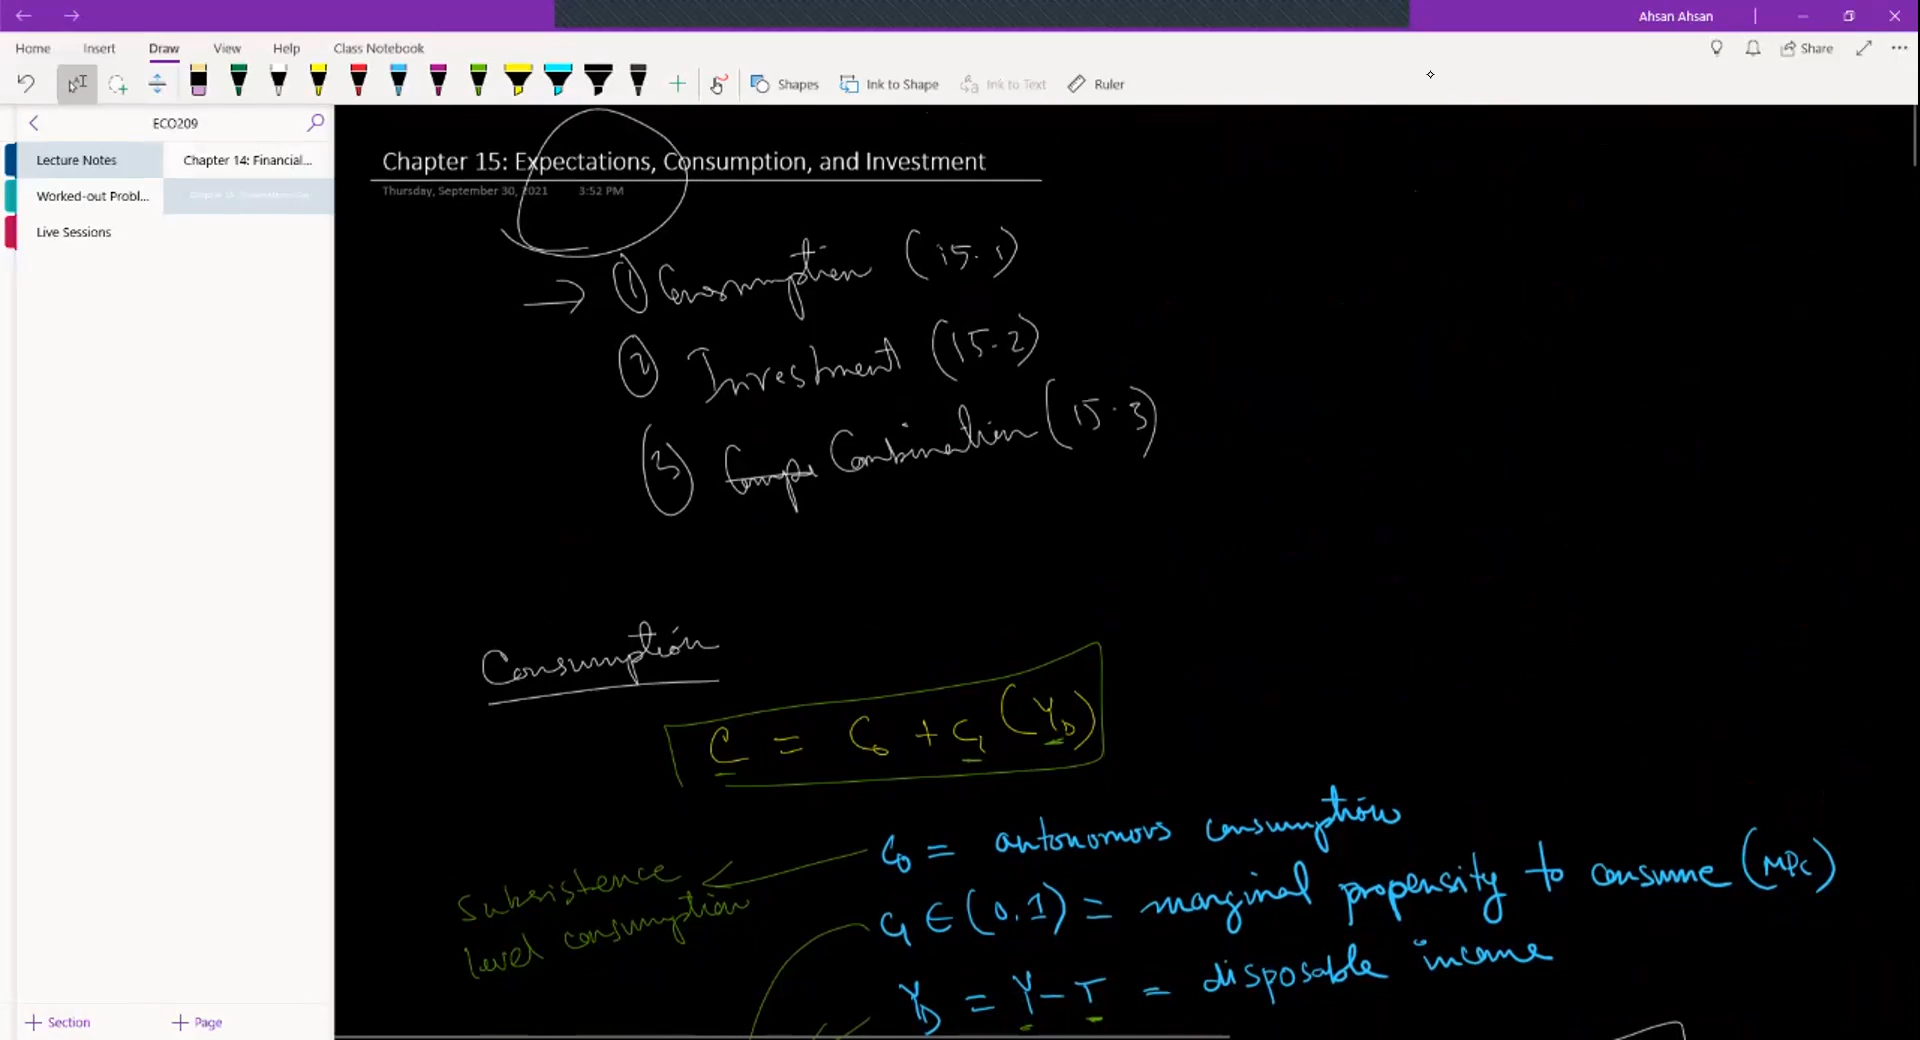 Ahsan Ahsan
Home Insert Draw View Help Class Notebook
Share
Shapes Ink to Shape Ink to Text Ruler
ECO209
Lecture Notes
Worked-out Probl...
Live Sessions
Chapter 14: Financial...
+ Section
+ Page
Chapter 15: Expectations, Consumption, and Investment
Thursday, September 30, 2021 3:52 PM
→ ① Consumption (15.1)
② Investment (15.2)
③ Combination (15.3)
Consumption
C = C₀ + C₁ (Y_D)
C₀ = autonomous consumption
Subsistence
level consumption
C₁ ∈ (0,1) = marginal propensity to consume (MPC)
Y_D = Y - T = disposable income